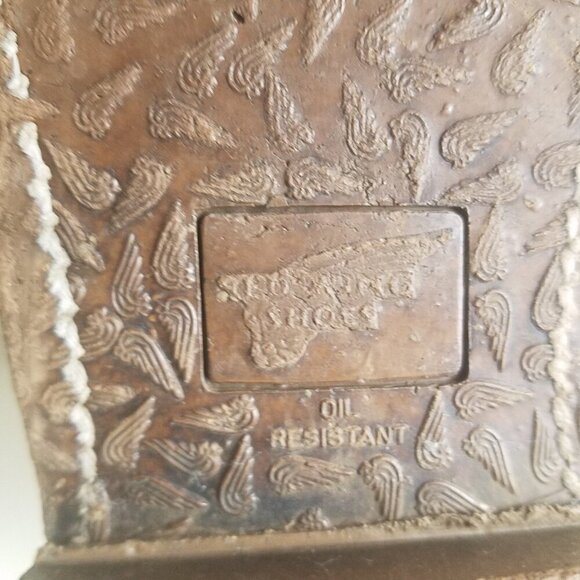 RED WING
SHOES
OIL
RESISTANT